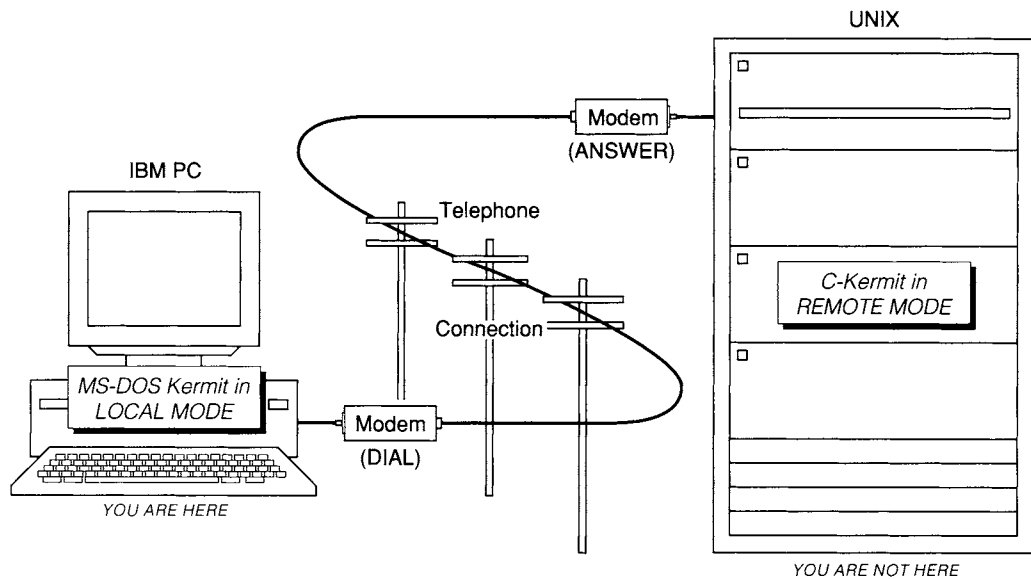 UNIX
Modem
(ANSWER)
IBM PC
Telephone
C-Kermit in
REMOTE MODE
Connection
MS-DOS Kermit in
LOCAL MODE
Modem
(DIAL)
YOU ARE HERE
YOU ARE NOT HERE